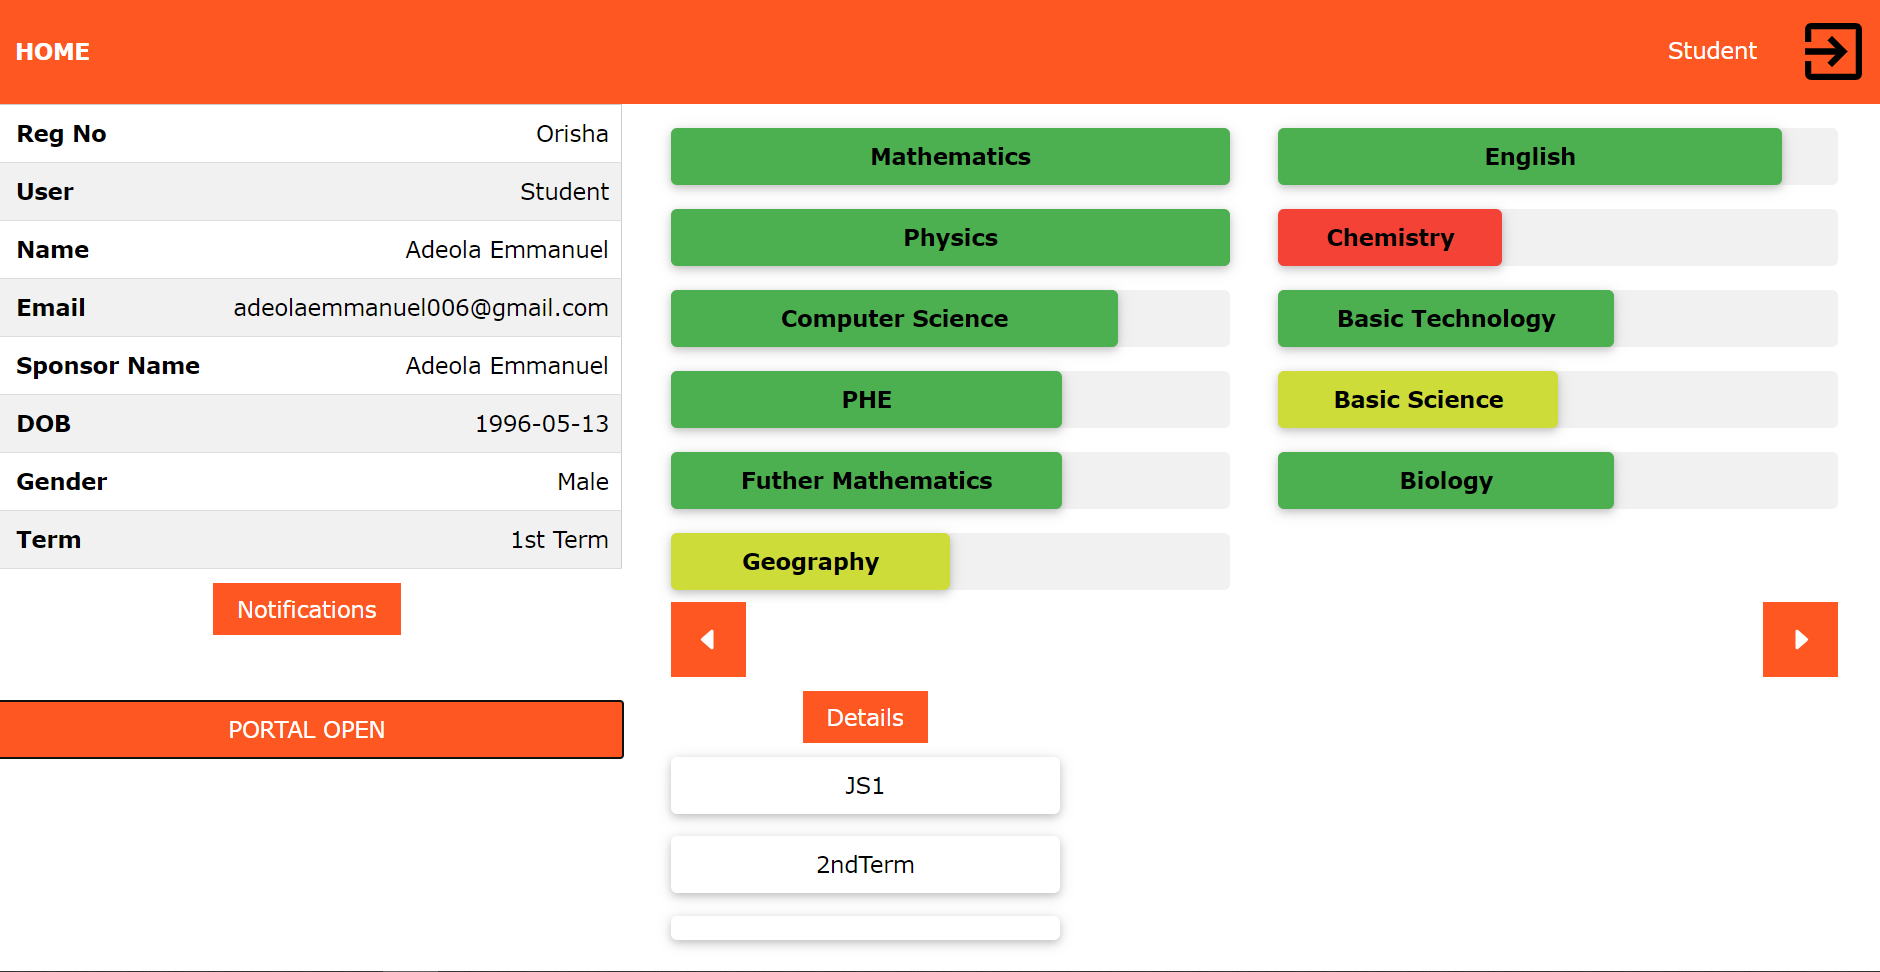 HOME
Student
Reg No Orisha
User Student
Name Adeola Emmanuel
Email adeolaemmanuel006@gmail.com
Sponsor Name Adeola Emmanuel
DOB 1996-05-13
Gender Male
Term 1st Term
Notifications
PORTAL OPEN
Mathematics
English
Physics
Chemistry
Computer Science
Basic Technology
PHE
Basic Science
Futher Mathematics
Biology
Geography
Details
JS1
2ndTerm